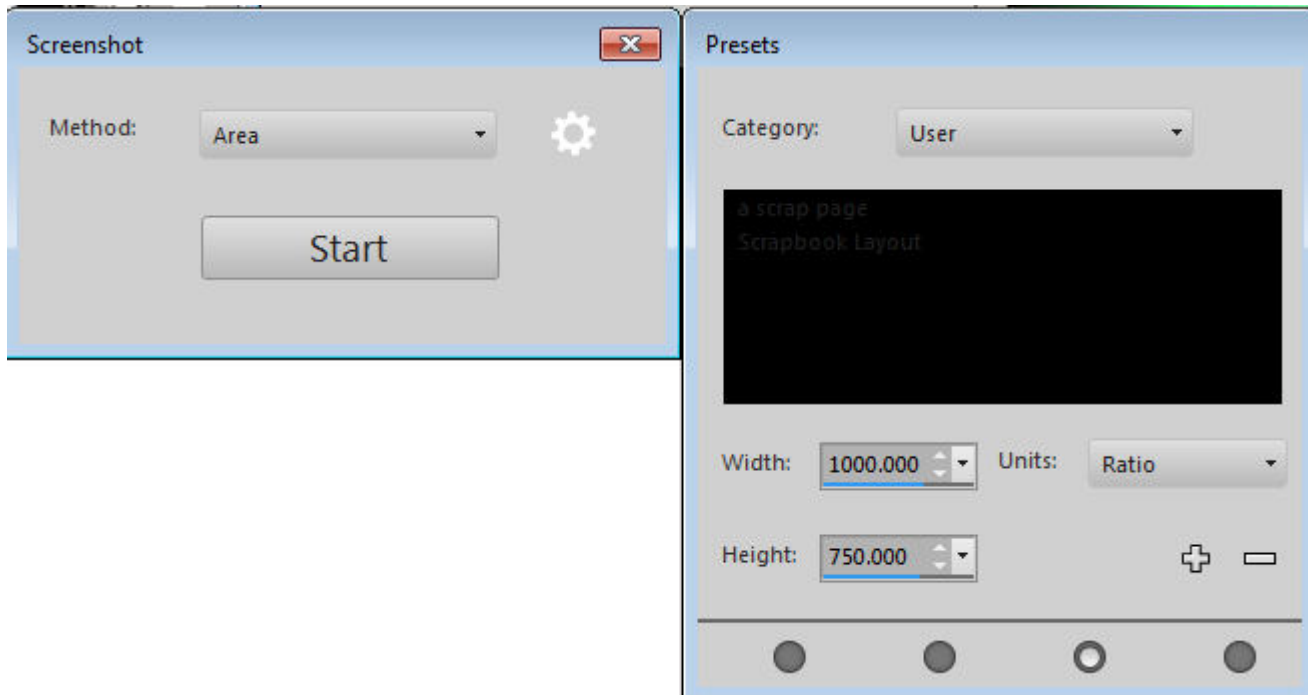 Screenshot
Method:
Area
Start
Presets
Category:
User
a scrap page
Scrapbook Layout
Width:
1000.000
Units:
Ratio
Height:
750.000